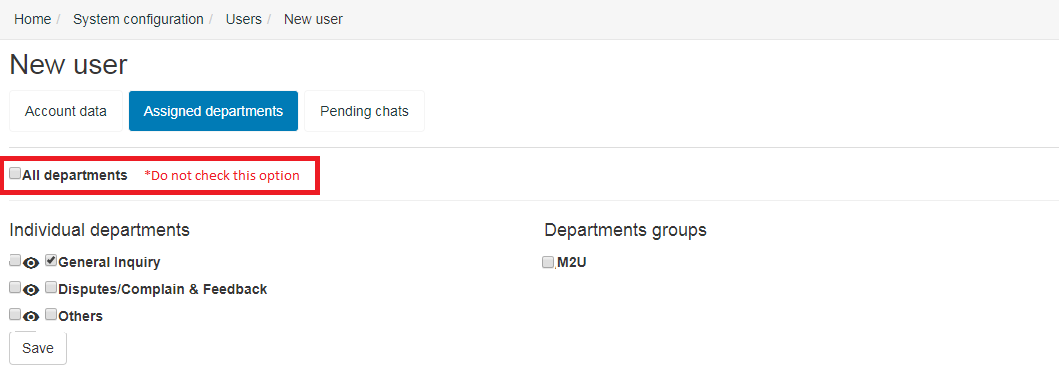 Home / System configuration / Users / New user
New user
Account data Assigned departments Pending chats
All departments *Do not check this option
Individual departments Departments groups
General Inquiry M2U
Disputes/Complain & Feedback
Others
Save